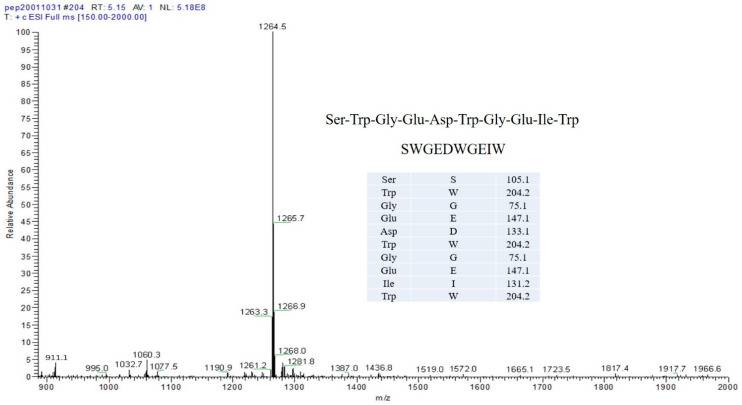 pep20011031 #204 RT: 5.15 AV: 1 NL: 5.18E8
T: + c ESI Full ms [150.00-2000.00]
1264.5
100
95
90
85
80
75
70
65
60
55
50
45
40
35
30
25
20
15
10
5
0
Relative Abundance
1265.7
1263.3
1266.9
1268.0
911.1
995.0
1032.7
1060.3
1077.5
1190.9
1261.2
1281.8
1387.0
1436.8
1519.0
1572.0
1665.1
1723.5
1817.4
1917.7
1966.6
900 1000 1100 1200 1300 1400 1500 1600 1700 1800 1900 2000
m/z
Ser-Trp-Gly-Glu-Asp-Trp-Gly-Glu-Ile-Trp
SWGEDWGEIW
Ser S 105.1
Trp W 204.2
Gly G 75.1
Glu E 147.1
Asp D 133.1
Trp W 204.2
Gly G 75.1
Glu E 147.1
Ile I 131.2
Trp W 204.2